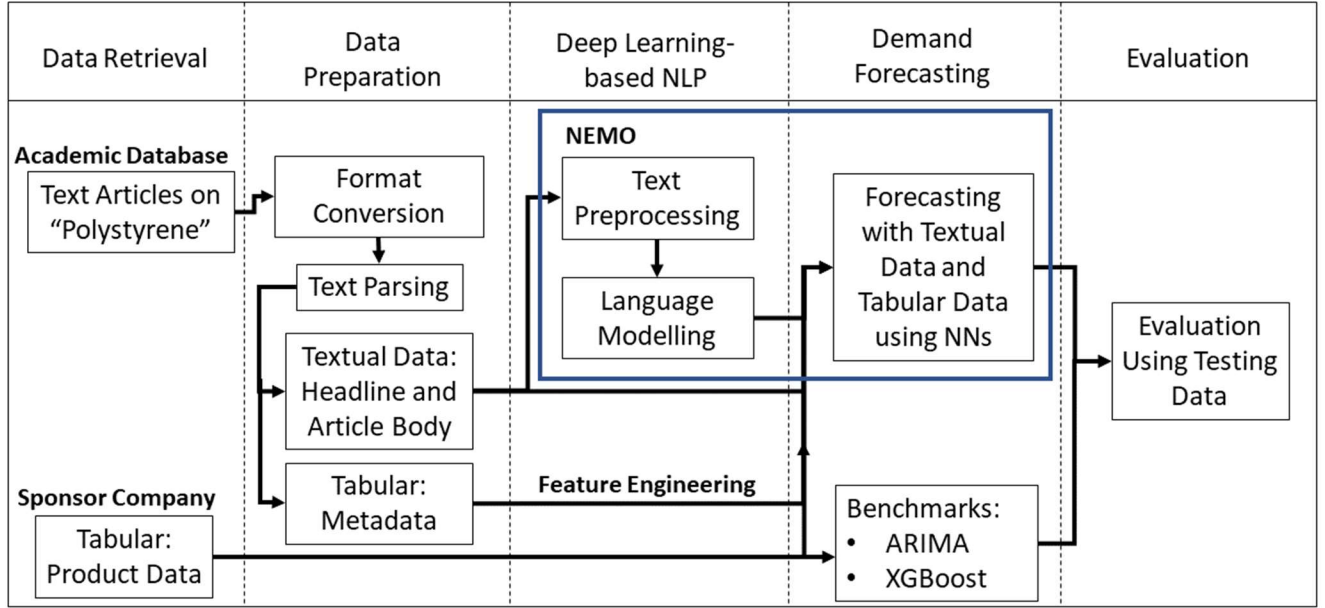 Data Retrieval
Data
Preparation
Deep Learning-
based NLP
Demand
Forecasting
Evaluation
Academic Database
Text Articles on
“Polystyrene”
Format
Conversion
Text Parsing
Textual Data:
Headline and
Article Body
Tabular:
Metadata
Sponsor Company
Tabular:
Product Data
NEMO
Text
Preprocessing
Language
Modelling
Feature Engineering
Forecasting
with Textual
Data and
Tabular Data
using NNs
Benchmarks:
• ARIMA
• XGBoost
Evaluation
Using Testing
Data